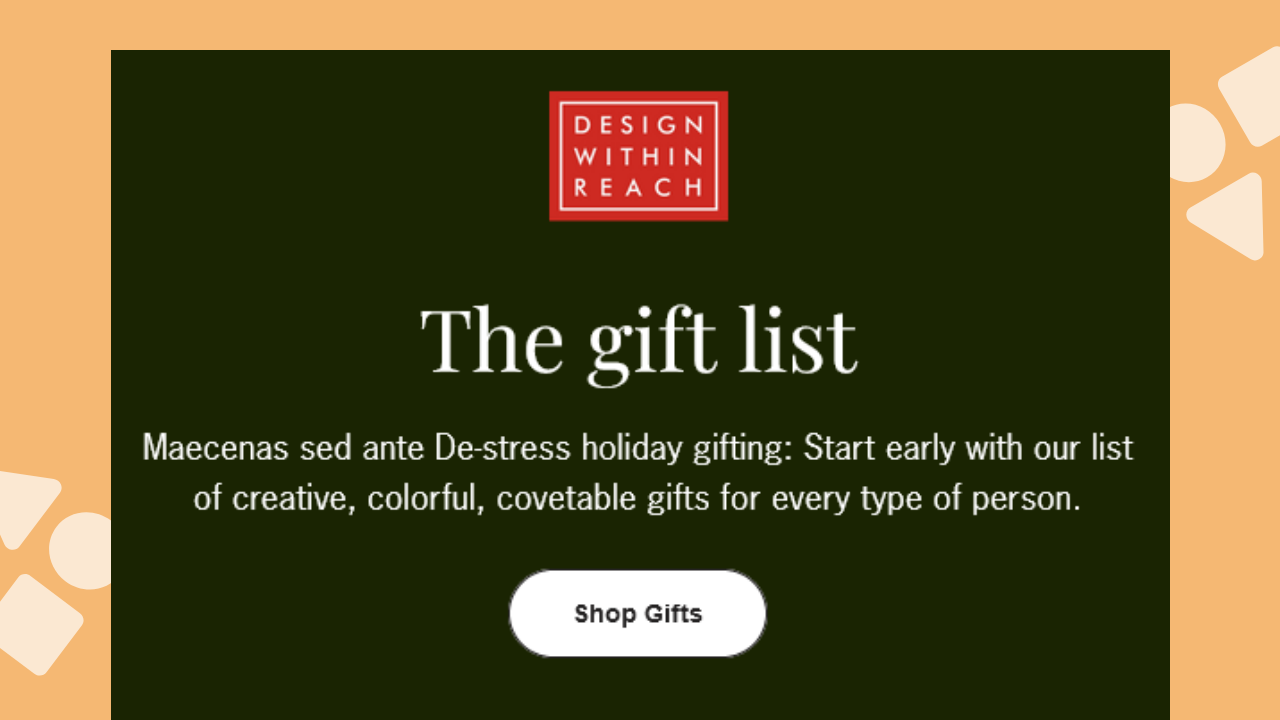 DESIGN
WITHIN
REACH
The gift list
Maecenas sed ante De-stress holiday gifting: Start early with our list
of creative, colorful, covetable gifts for every type of person.
Shop Gifts